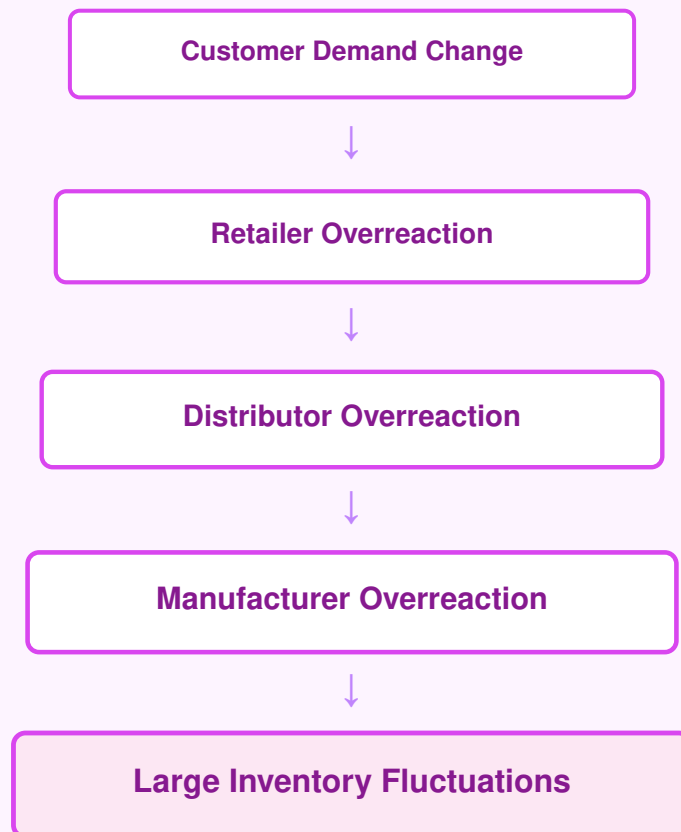 Customer Demand Change
↓
Retailer Overreaction
↓
Distributor Overreaction
↓
Manufacturer Overreaction
↓
Large Inventory Fluctuations